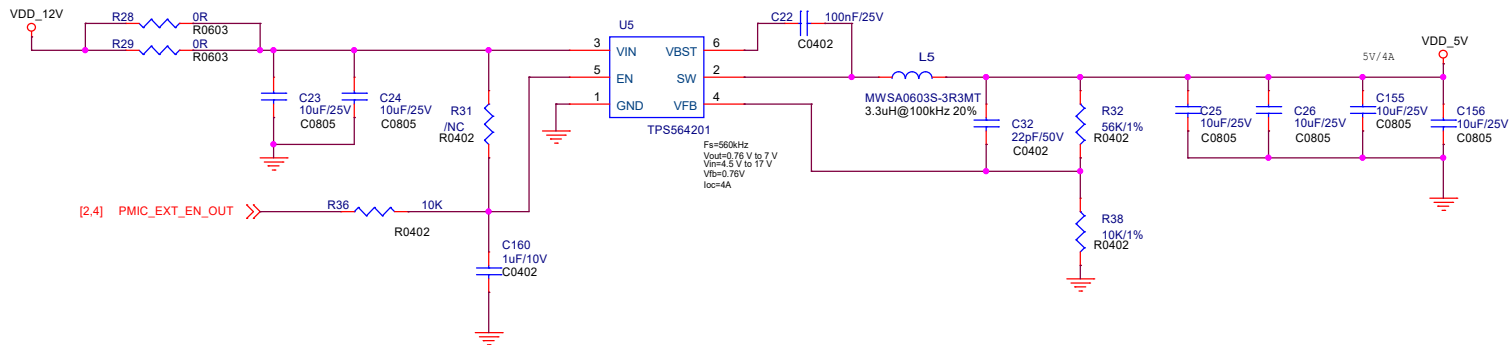 VDD_12V
R28
0R
R0603
R29
0R
R0603
C23
10uF/25V
C0805
C24
10uF/25V
C0805
R31
/NC
R0402
[2,4] PMIC_EXT_EN_OUT
R36
10K
R0402
C160
1uF/10V
C0402
U5
3 VIN VBST 6
5 EN SW 2
1 GND VFB 4
TPS564201
Fs=560kHz
Vout=0.76 V to 7 V
Vin=4.5 V to 17 V
Vfb=0.76V
Ioc=4A
C22
100nF/25V
C0402
L5
MWSA0603S-3R3MT
3.3uH@100kHz 20%
C32
22pF/50V
C0402
R32
56K/1%
R0402
R38
10K/1%
R0402
C25
10uF/25V
C0805
C26
10uF/25V
C0805
5V/4A
VDD_5V
C155
10uF/25V
C0805
C156
10uF/25V
C0805